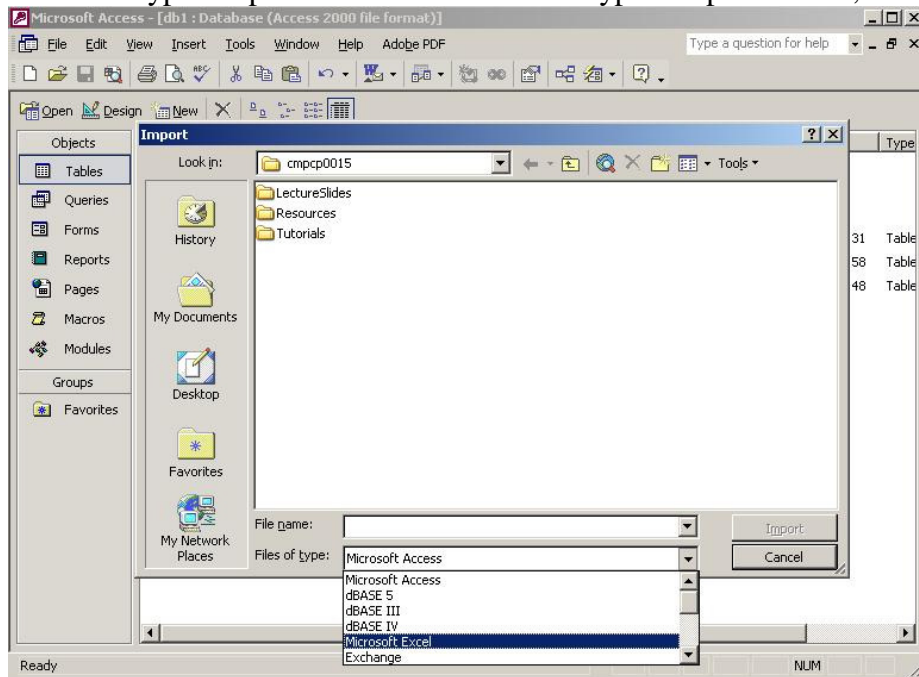 Microsoft Access - [db1 : Database (Access 2000 file format)]
File Edit View Insert Tools Window Help Adobe PDF Type a question for help
Open Design New
Objects
Tables
Queries
Forms
Reports
Pages
Macros
Modules
Groups
Favorites
Type
31 Table
58 Table
48 Table
Import
Look in: cmpcp0015 Tools
LectureSlides
Resources
Tutorials
History
My Documents
Desktop
Favorites
My Network
Places
File name: Import
Files of type: Microsoft Access Cancel
Microsoft Access
dBASE 5
dBASE III
dBASE IV
Microsoft Excel
Exchange
Ready NUM